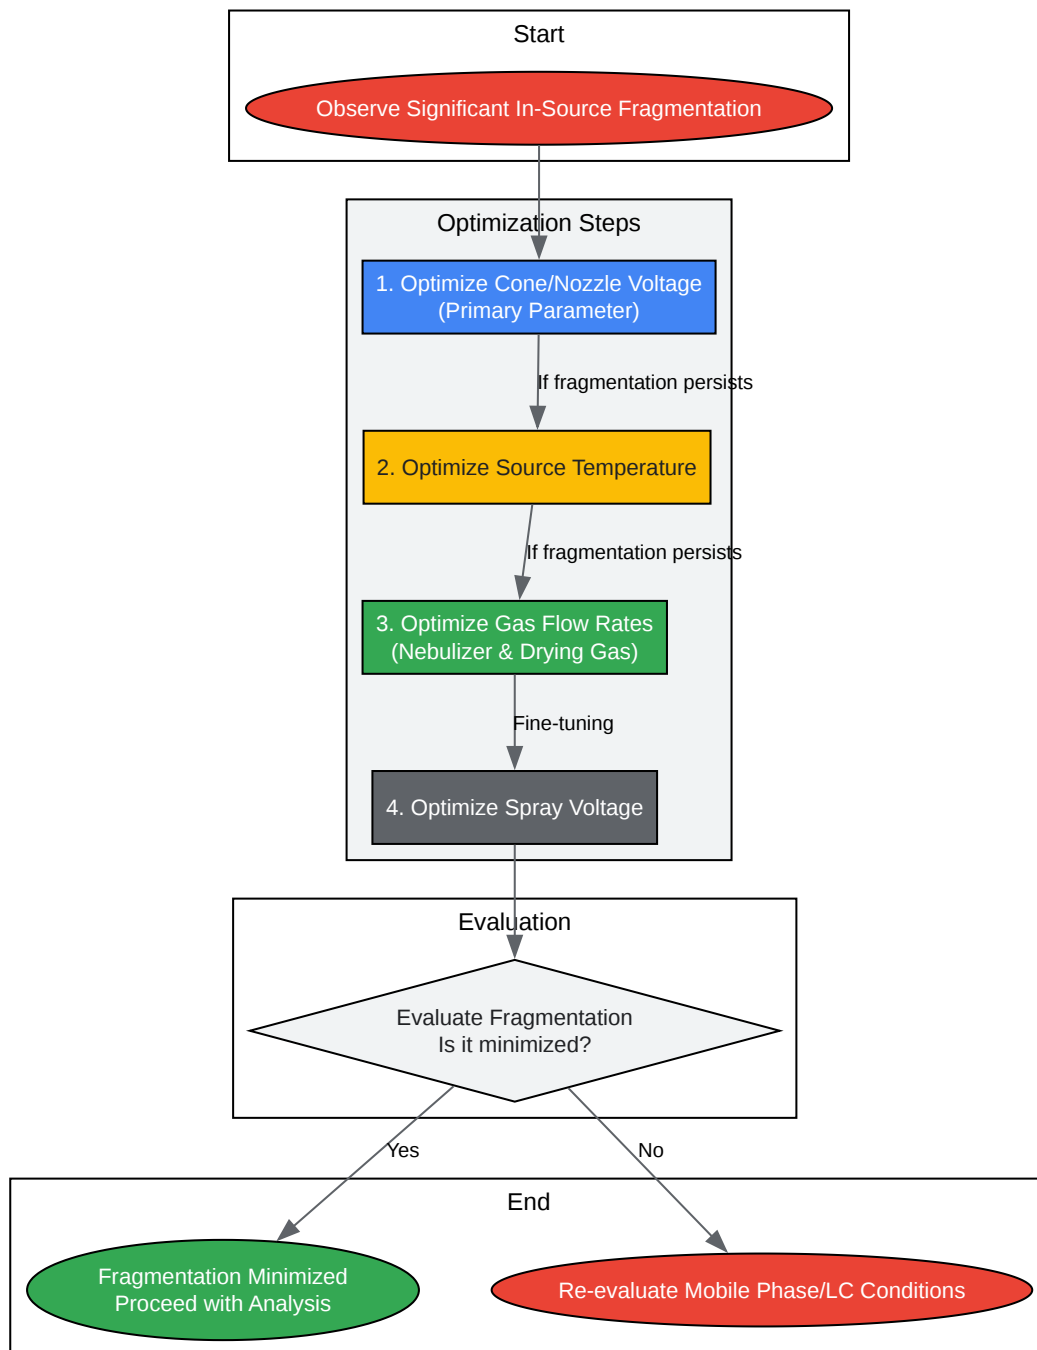 Start
Observe Significant In-Source Fragmentation
Optimization Steps
1. Optimize Cone/Nozzle Voltage
(Primary Parameter)
If fragmentation persists
2. Optimize Source Temperature
If fragmentation persists
3. Optimize Gas Flow Rates
(Nebulizer & Drying Gas)
Fine-tuning
4. Optimize Spray Voltage
Evaluation
Evaluate Fragmentation
Is it minimized?
Yes
No
End
Fragmentation Minimized
Proceed with Analysis
Re-evaluate Mobile Phase/LC Conditions